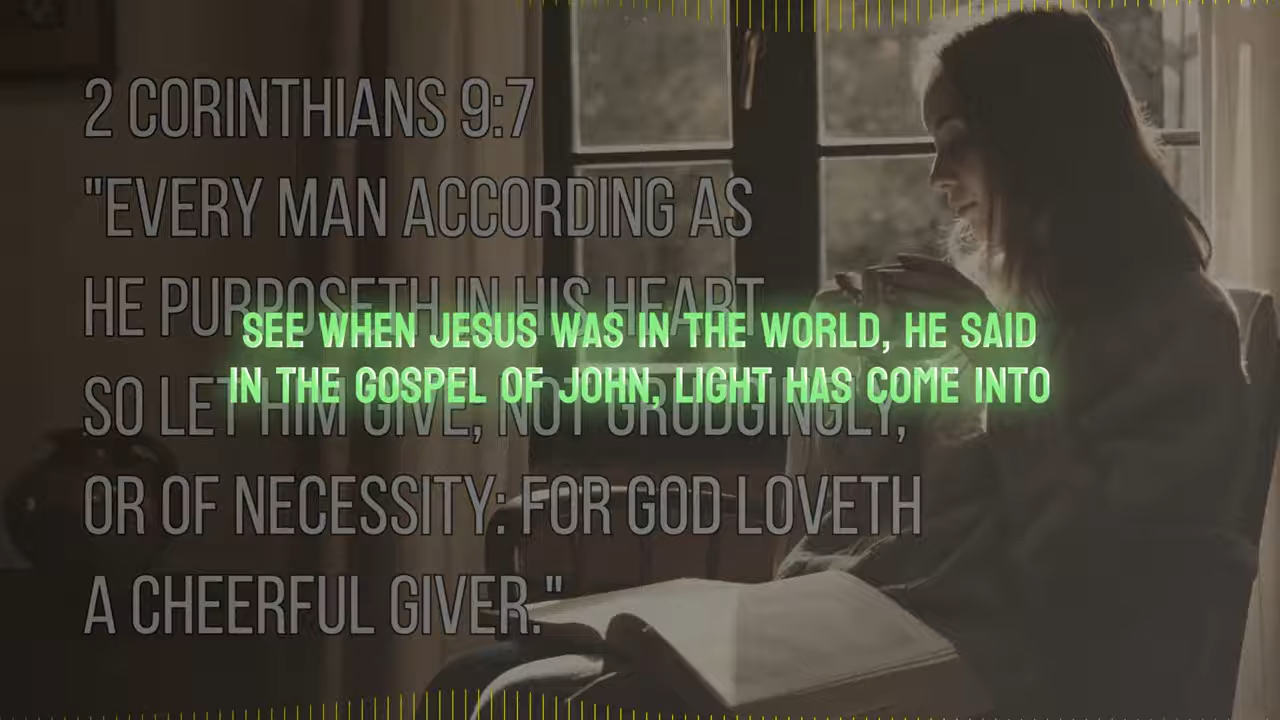 2 CORINTHIANS 9:7
"EVERY MAN ACCORDING AS
HE PURPOSETH IN HIS HEART
SEE WHEN JESUS WAS IN THE WORLD, HE SAID
IN THE GOSPEL OF JOHN, LIGHT HAS COME INTO
SO LET HIM GIVE, NOT GRUDGINGLY,
OR OF NECESSITY: FOR GOD LOVETH
A CHEERFUL GIVER."